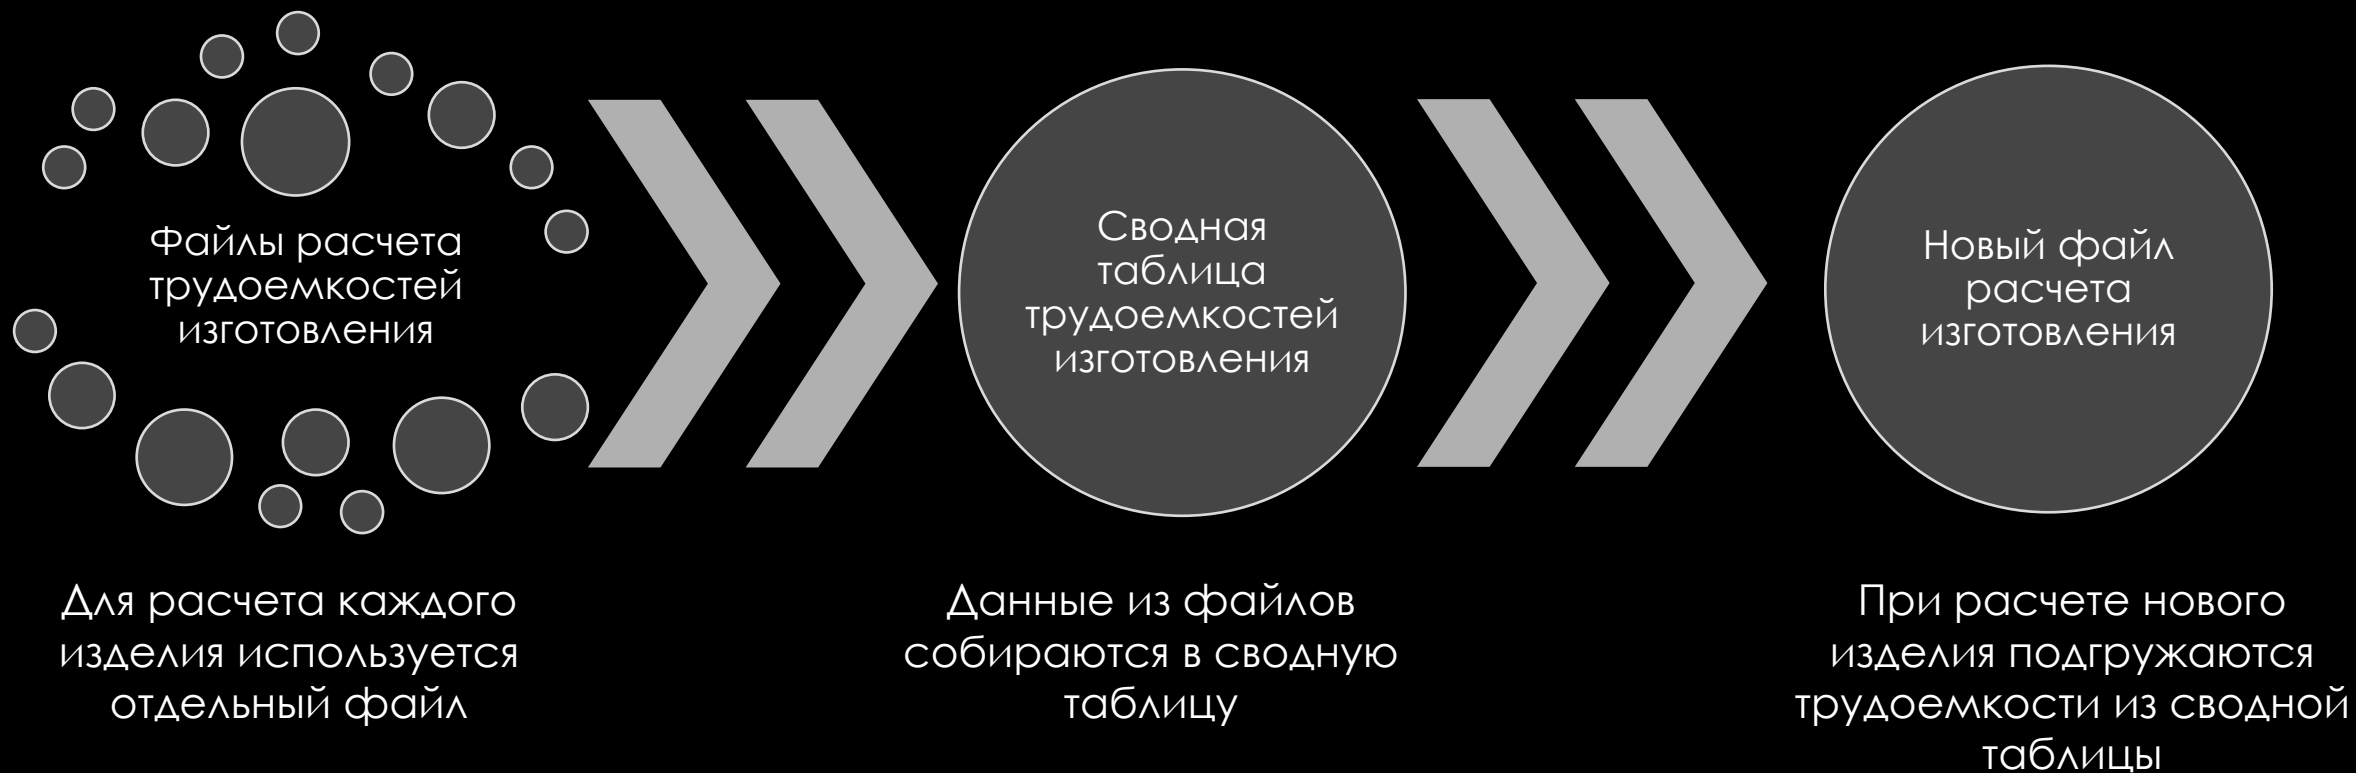 Файлы расчета
трудоемкостей
изготовления
Сводная
таблица
трудоемкостей
изготовления
Новый файл
расчета
изготовления
Для расчета каждого
изделия используется
отдельный файл
Данные из файлов
собираются в сводную
таблицу
При расчете нового
изделия подгружаются
трудоемкости из сводной
таблицы